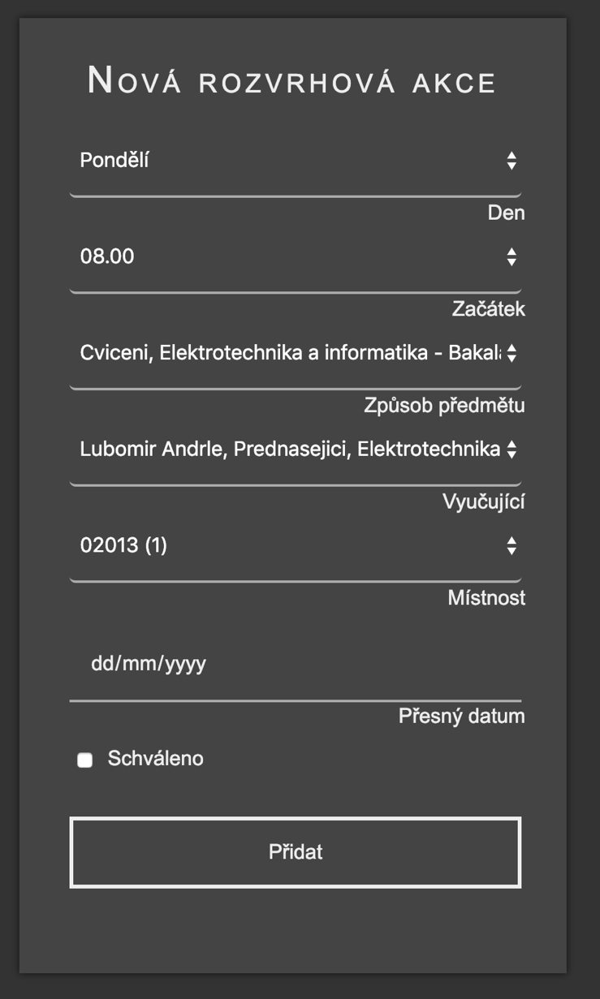 Nová rozvrhová akce
Pondělí
Den
08.00
Začátek
Cviceni, Elektrotechnika a informatika - Bakal
Způsob předmětu
Lubomir Andrle, Prednasejici, Elektrotechnika
Vyučující
02013 (1)
Místnost
dd/mm/yyyy
Přesný datum
Schváleno
Přidat